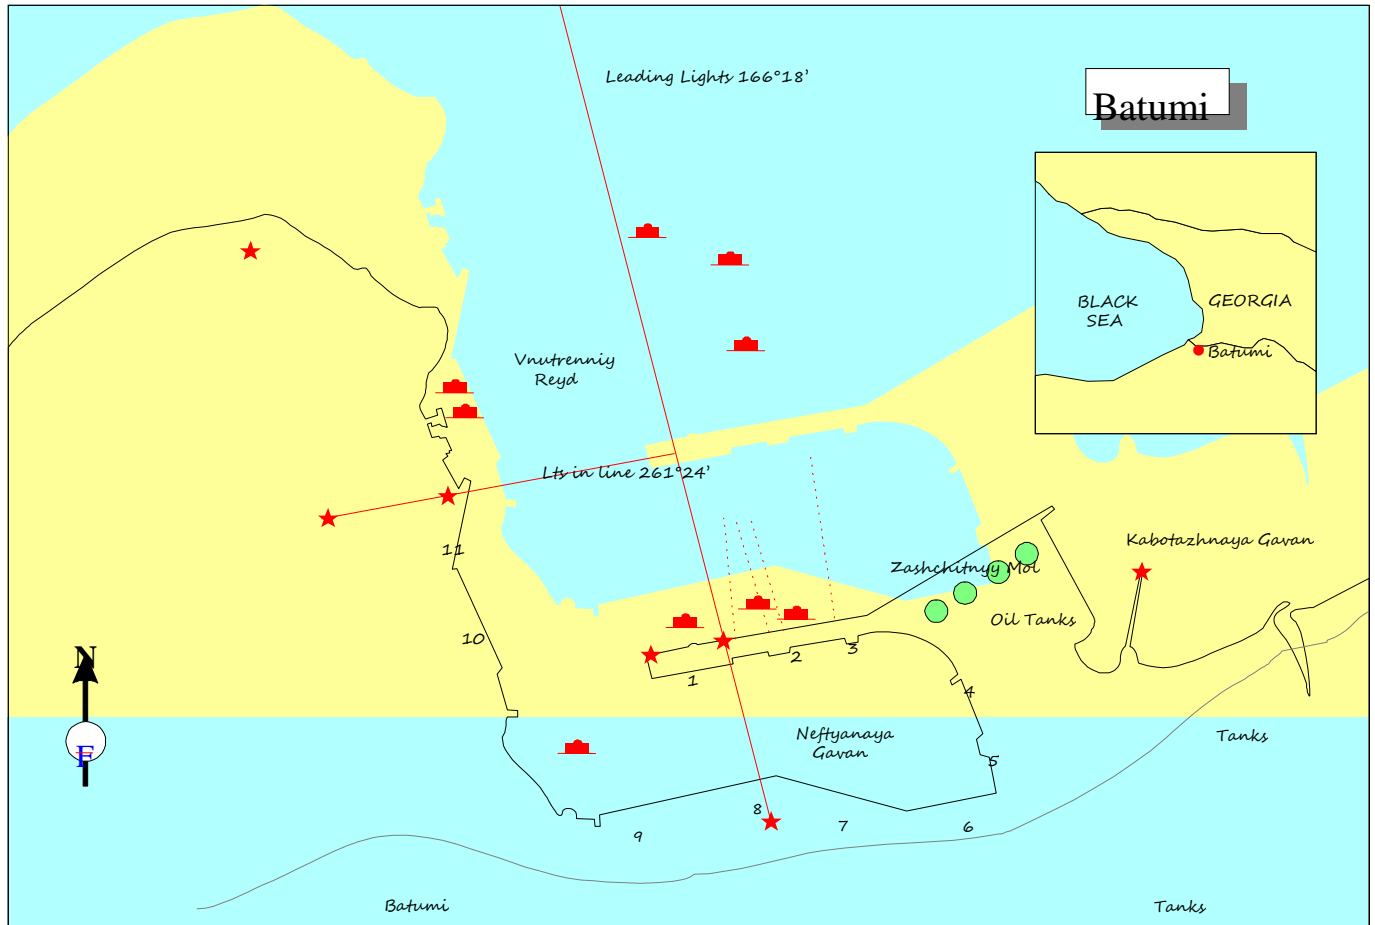 Leading Lights 166°18'
Batumi
BLACK
SEA
GEORGIA
Batumi
Vnutrenniy
Reyd
Lts in line 261°24'
11
10
Zashchitnyy Mol
Kabotazhnaya Gavan
Oil Tanks
1
2
3
4
5
6
7
8
9
Neftyanaya
Gavan
Tanks
N
F
Batumi
Tanks